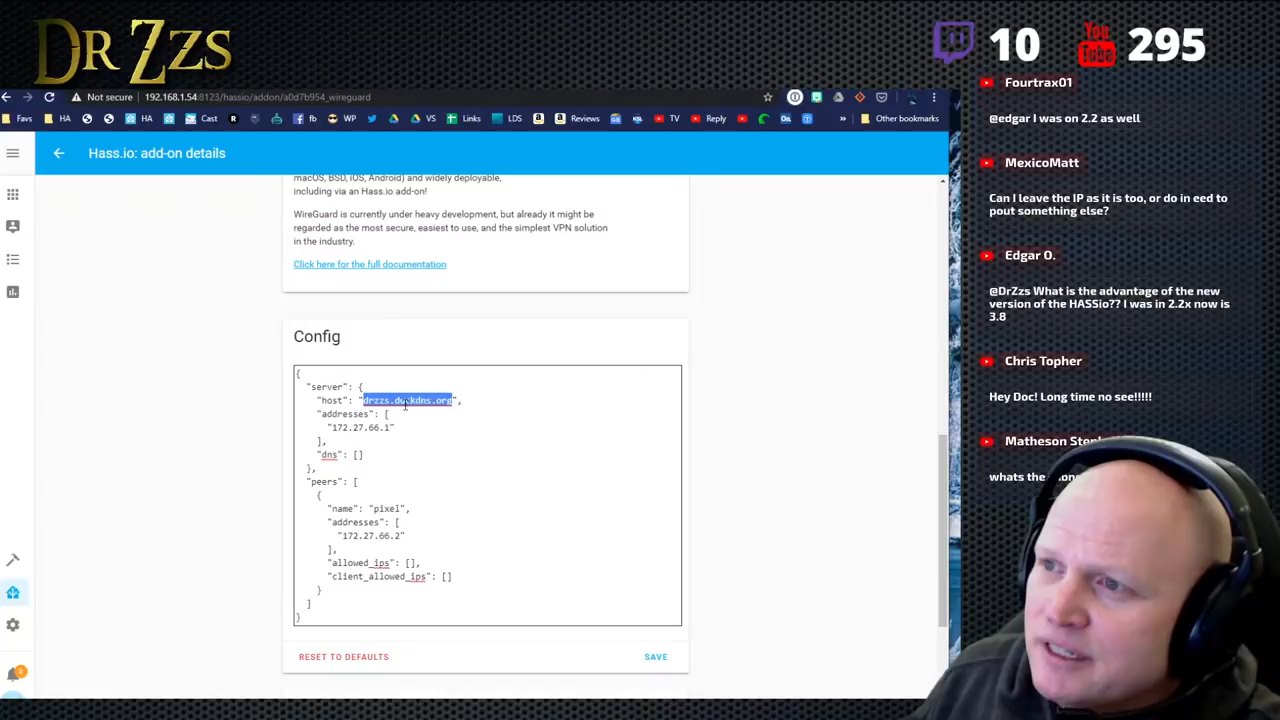 DR ZZS
10
295
Not secure
192.168.1.54:8123/hassio/addon/a0d7b954_wireguard
Favs
HA
HA
Cast
fb
WP
VS
Links
LDS
Reviews
TV
Reply
»
Other bookmarks
Hass.io: add-on details
macOS, BSD, iOS, Android) and widely deployable,
including via an Hass.io add-on!
WireGuard is currently under heavy development, but already it might be
regarded as the most secure, easiest to use, and the simplest VPN solution
in the industry.
Click here for the full documentation
Config
{
"server": {
"host": "drzzs.duckdns.org",
"addresses": [
"172.27.66.1"
],
"dns": []
},
"peers": [
{
"name": "pixel",
"addresses": [
"172.27.66.2"
],
"allowed_ips": [],
"client_allowed_ips": []
}
]
}
RESET TO DEFAULTS
SAVE
Fourtrax01
@edgar I was on 2.2 as well
MexicoMatt
Can I leave the IP as it is too, or do in eed to
pout something else?
Edgar O.
@DrZzs What is the advantage of the new
version of the HASSio?? I was in 2.2x now is
3.8
Chris Topher
Hey Doc! Long time no see!!!!!
Matheson
whats the